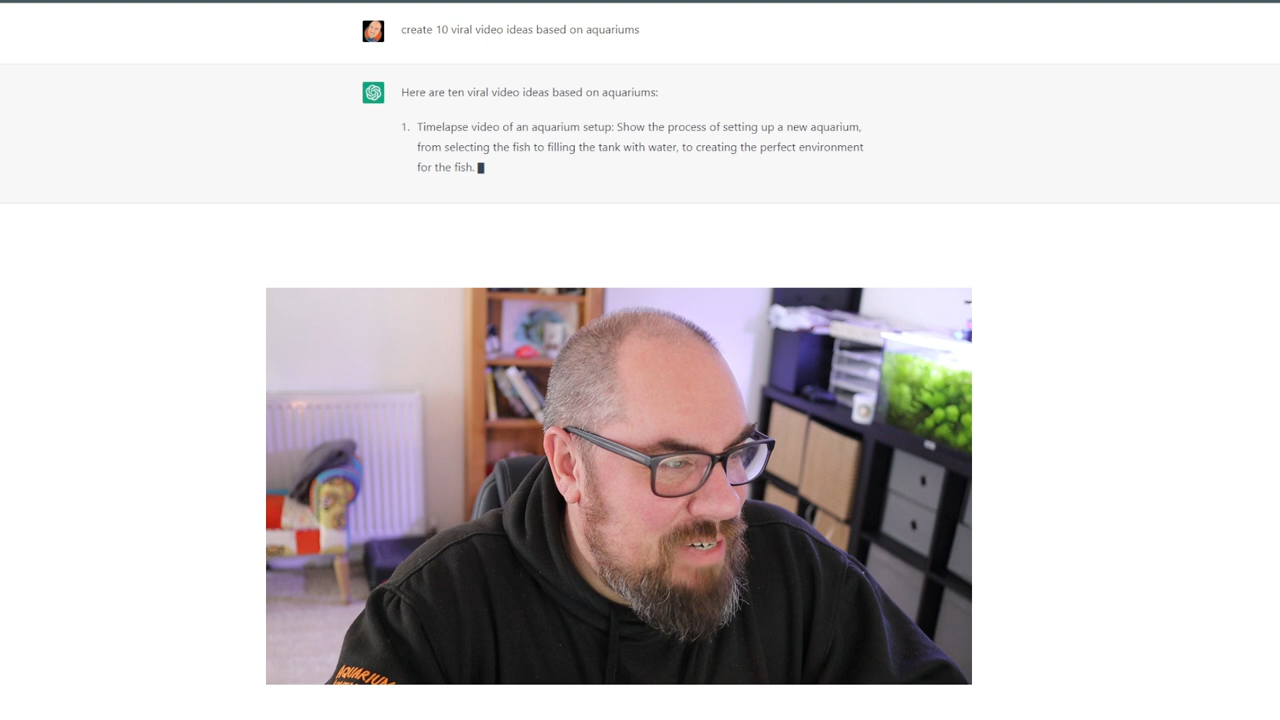 create 10 viral video ideas based on aquariums
Here are ten viral video ideas based on aquariums:
1. Timelapse video of an aquarium setup: Show the process of setting up a new aquarium,
from selecting the fish to filling the tank with water, to creating the perfect environment
for the fish.
AQUARIUM